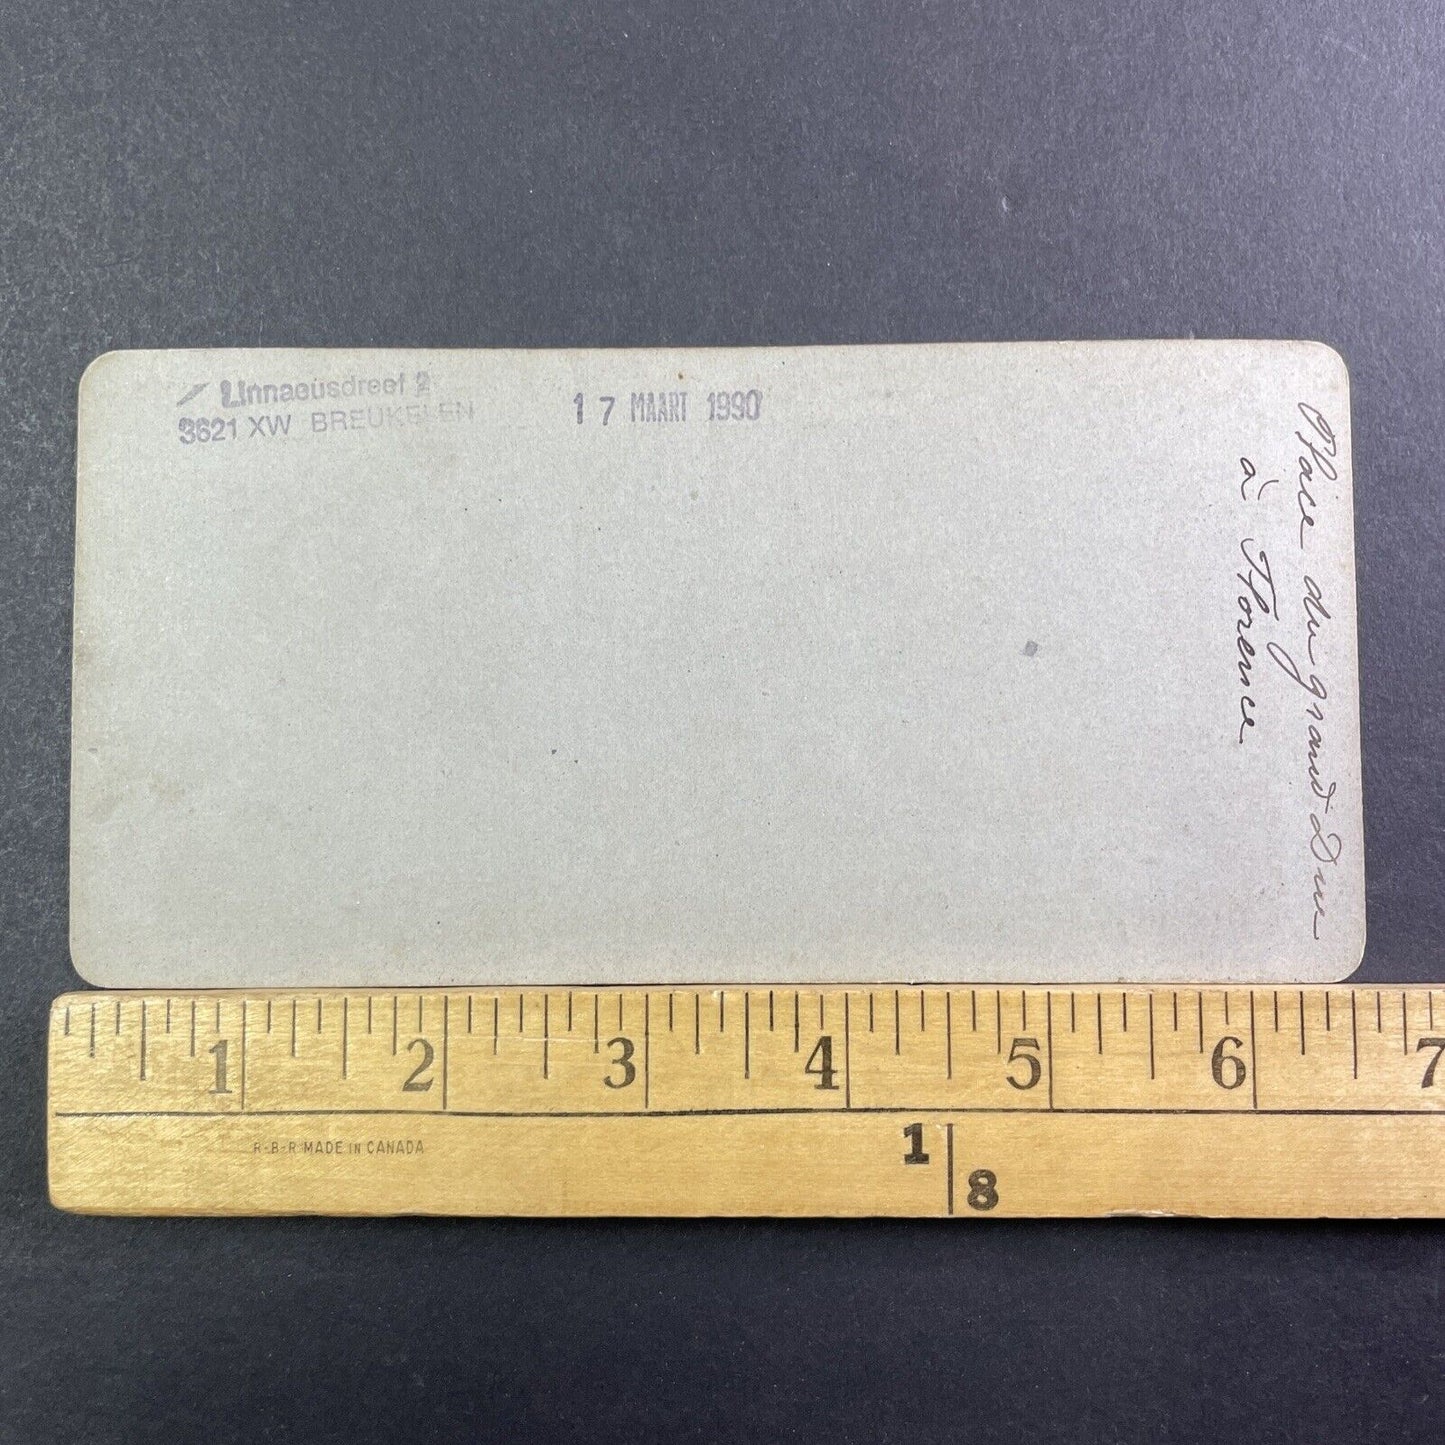 Linnaeusdreef 2
3621 XW BREUKELEN
17 MAART 1990
Place du grand Duc
à Florence
1 2 3 4 5 6 7
R-B-R MADE IN CANADA
1
8